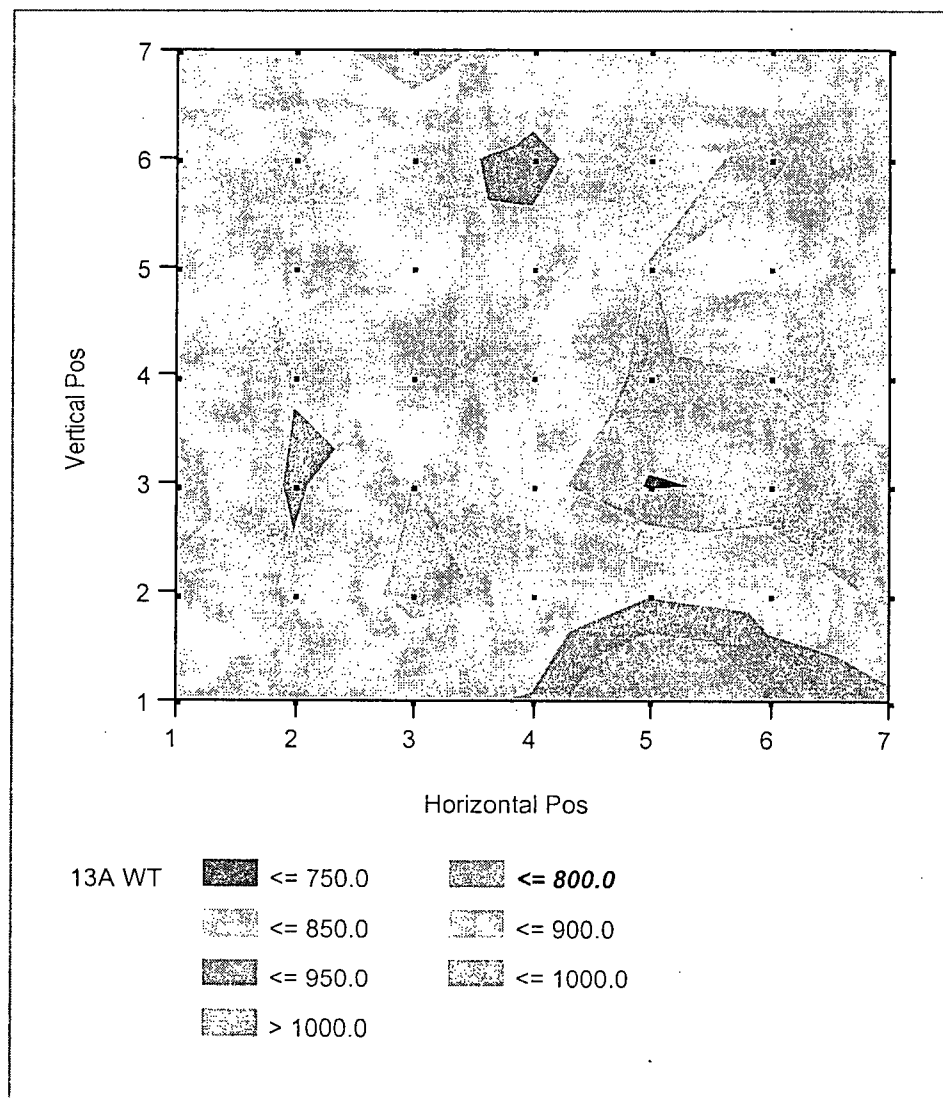 7
6
5
4
3
2
1
Vertical Pos
1 2 3 4 5 6 7
Horizontal Pos
13A WT
<= 750.0 <= 800.0
<= 850.0 <= 900.0
<= 950.0 <= 1000.0
> 1000.0